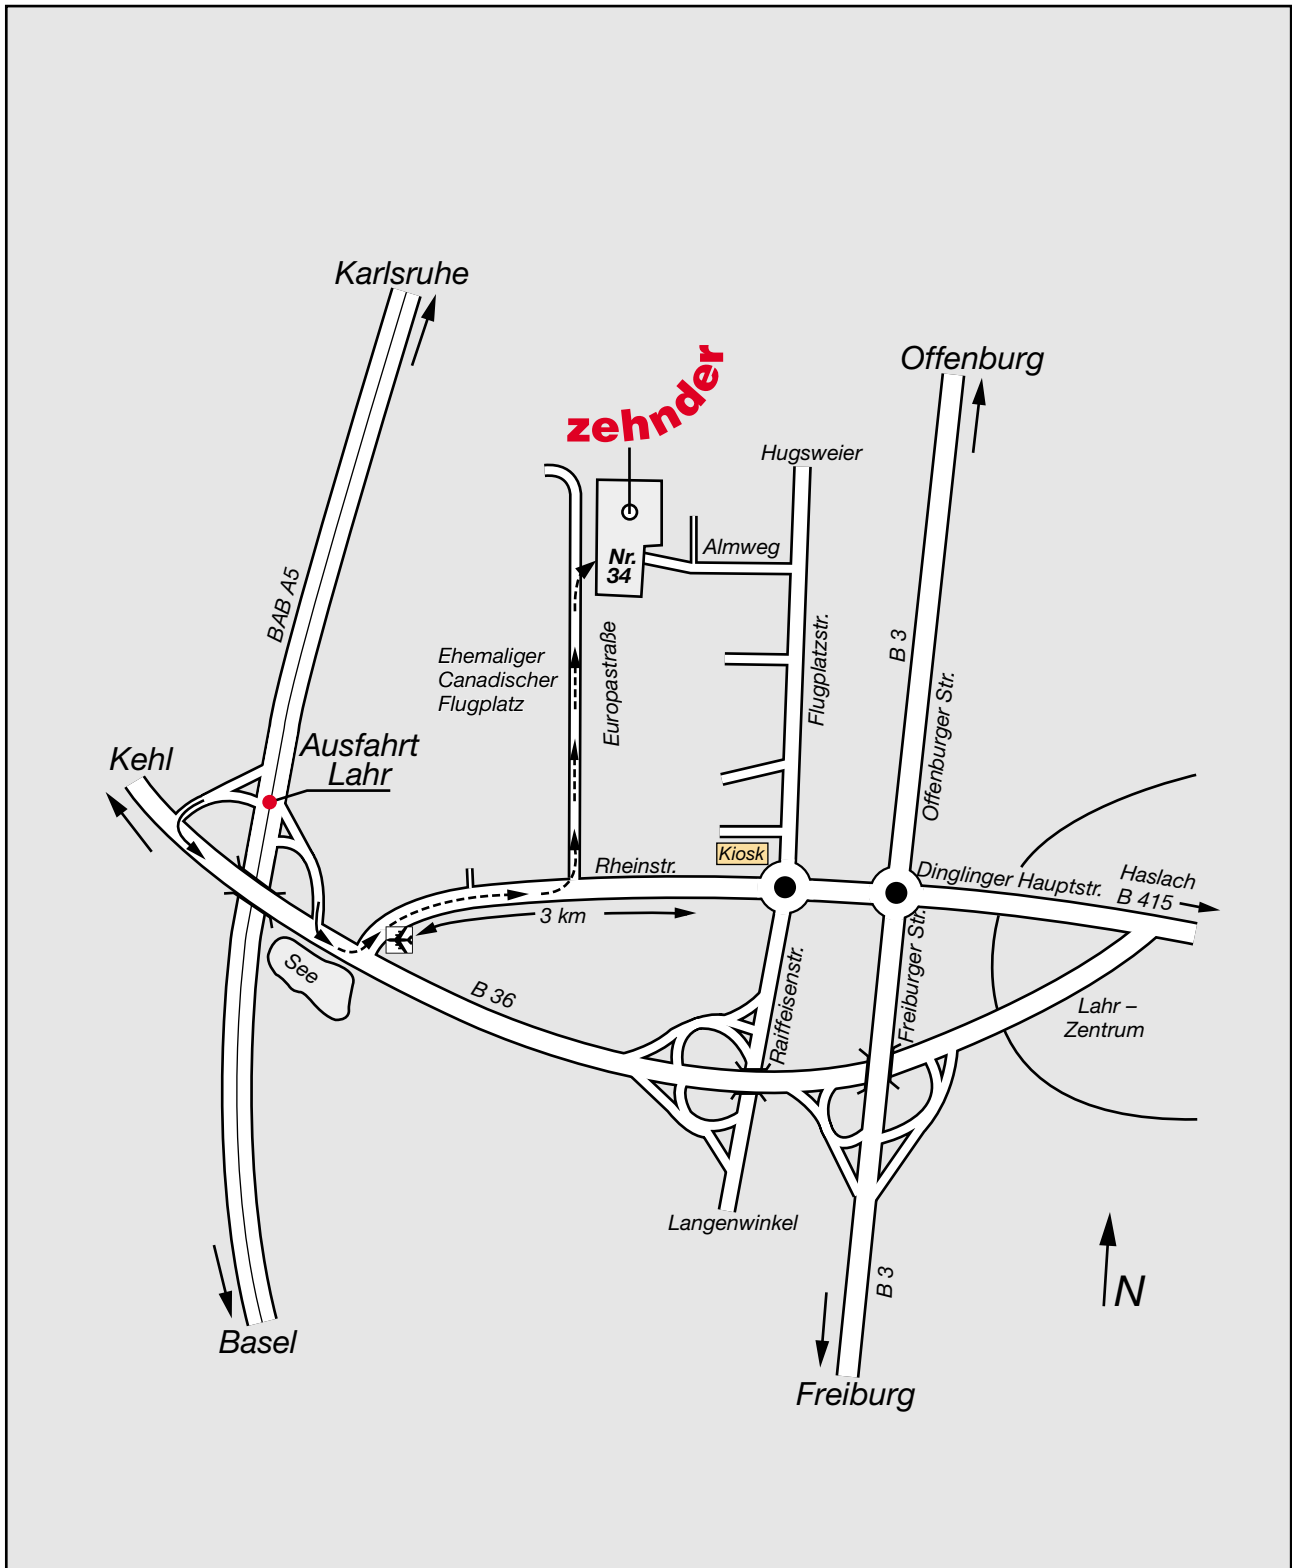 Karlsruhe
Offenburg
zehnder
Hugsweier
Nr.
34
Almweg
BAB A5
B 3
Ehemaliger
Canadischer
Flugplatz
Europastraße
Flugplatzstr.
Offenburger Str.
Kehl
Ausfahrt
Lahr
Kiosk
Rheinstr.
Dinglinger Hauptstr.
Haslach
B 415
3 km
See
B 36
Raiffeisenstr.
Freiburger Str.
Lahr –
Zentrum
Langenwinkel
B 3
N
Basel
Freiburg